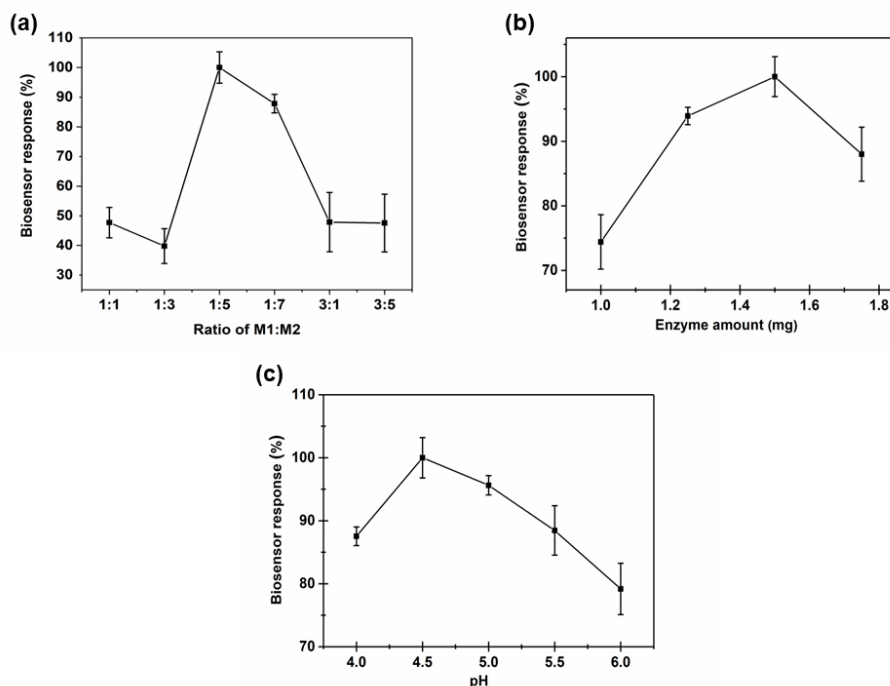 (a)
Biosensor response (%)
110
100
90
80
70
60
50
40
30
1:1 1:3 1:5 1:7 3:1 3:5
Ratio of M1:M2
(b)
Biosensor response (%)
100
90
80
70
1.0 1.2 1.4 1.6 1.8
Enzyme amount (mg)
(c)
Biosensor response (%)
110
100
90
80
70
4.0 4.5 5.0 5.5 6.0
pH